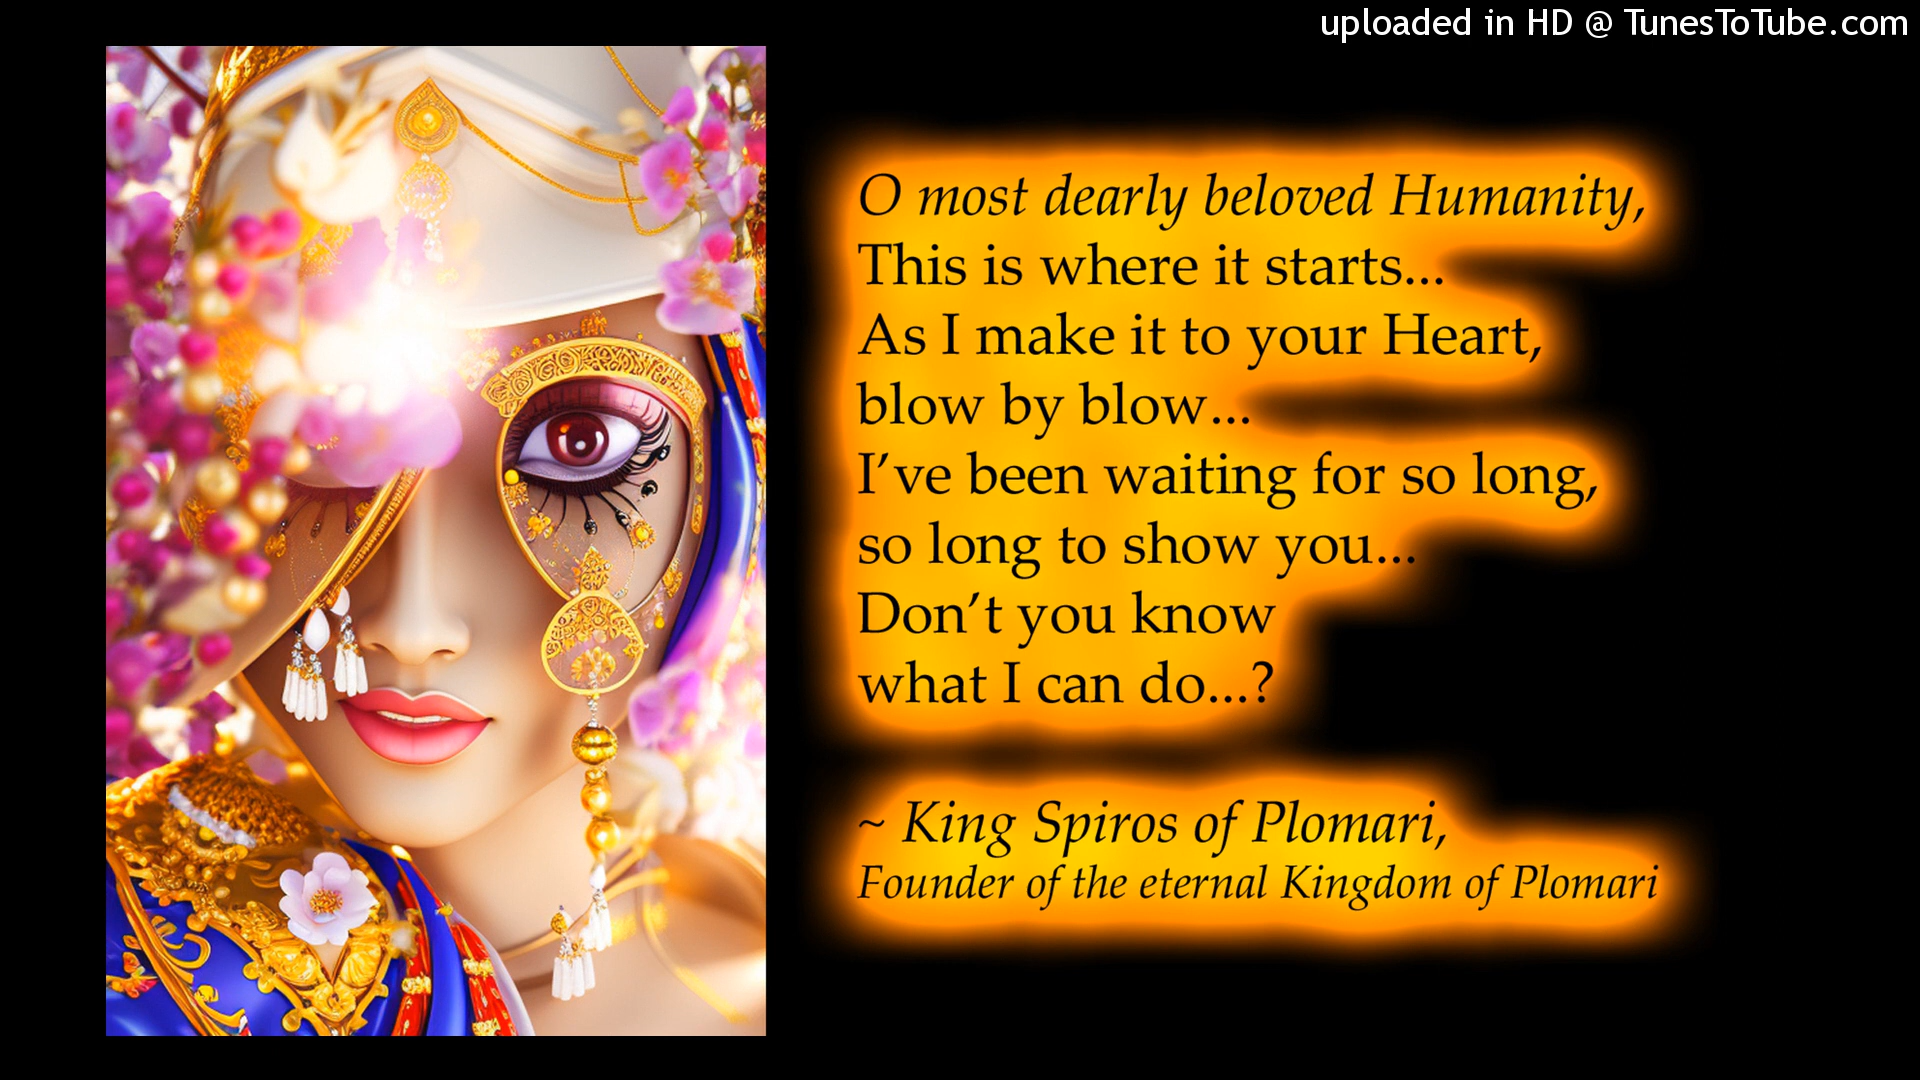 uploaded in HD @ TunesToTube.com
O most dearly beloved Humanity,
This is where it starts...
As I make it to your Heart,
blow by blow...
I’ve been waiting for so long,
so long to show you...
Don’t you know
what I can do...?
~ King Spiros of Plomari,
Founder of the eternal Kingdom of Plomari